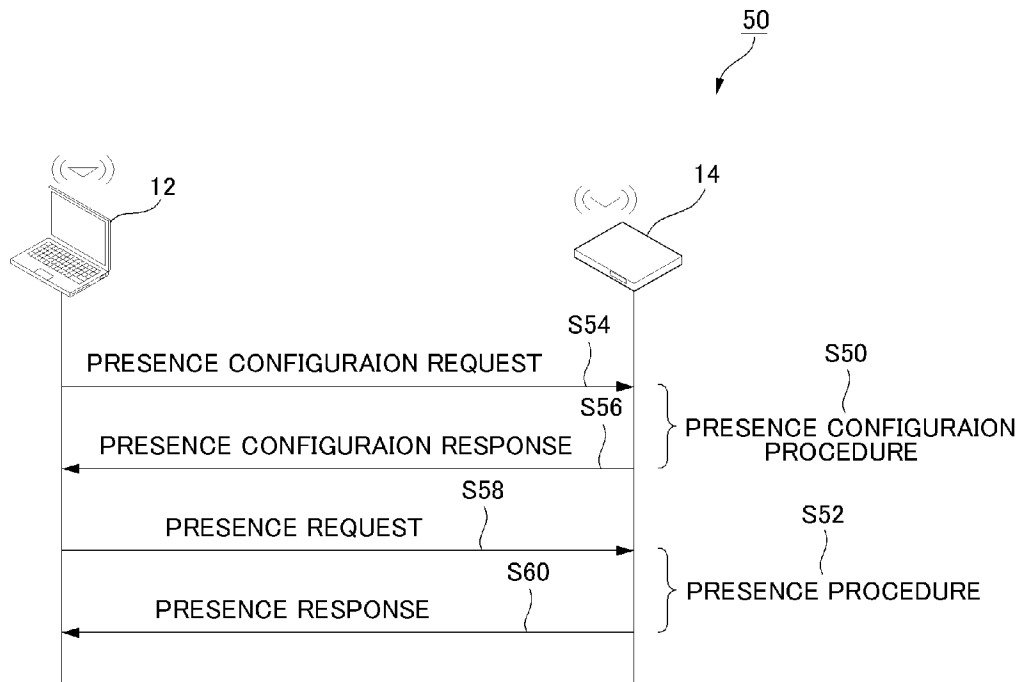 50
12
14
S54
PRESENCE CONFIGURAION REQUEST
S50
S56
PRESENCE CONFIGURAION
PROCEDURE
PRESENCE CONFIGURAION RESPONSE
S58
PRESENCE REQUEST
S52
S60
PRESENCE PROCEDURE
PRESENCE RESPONSE